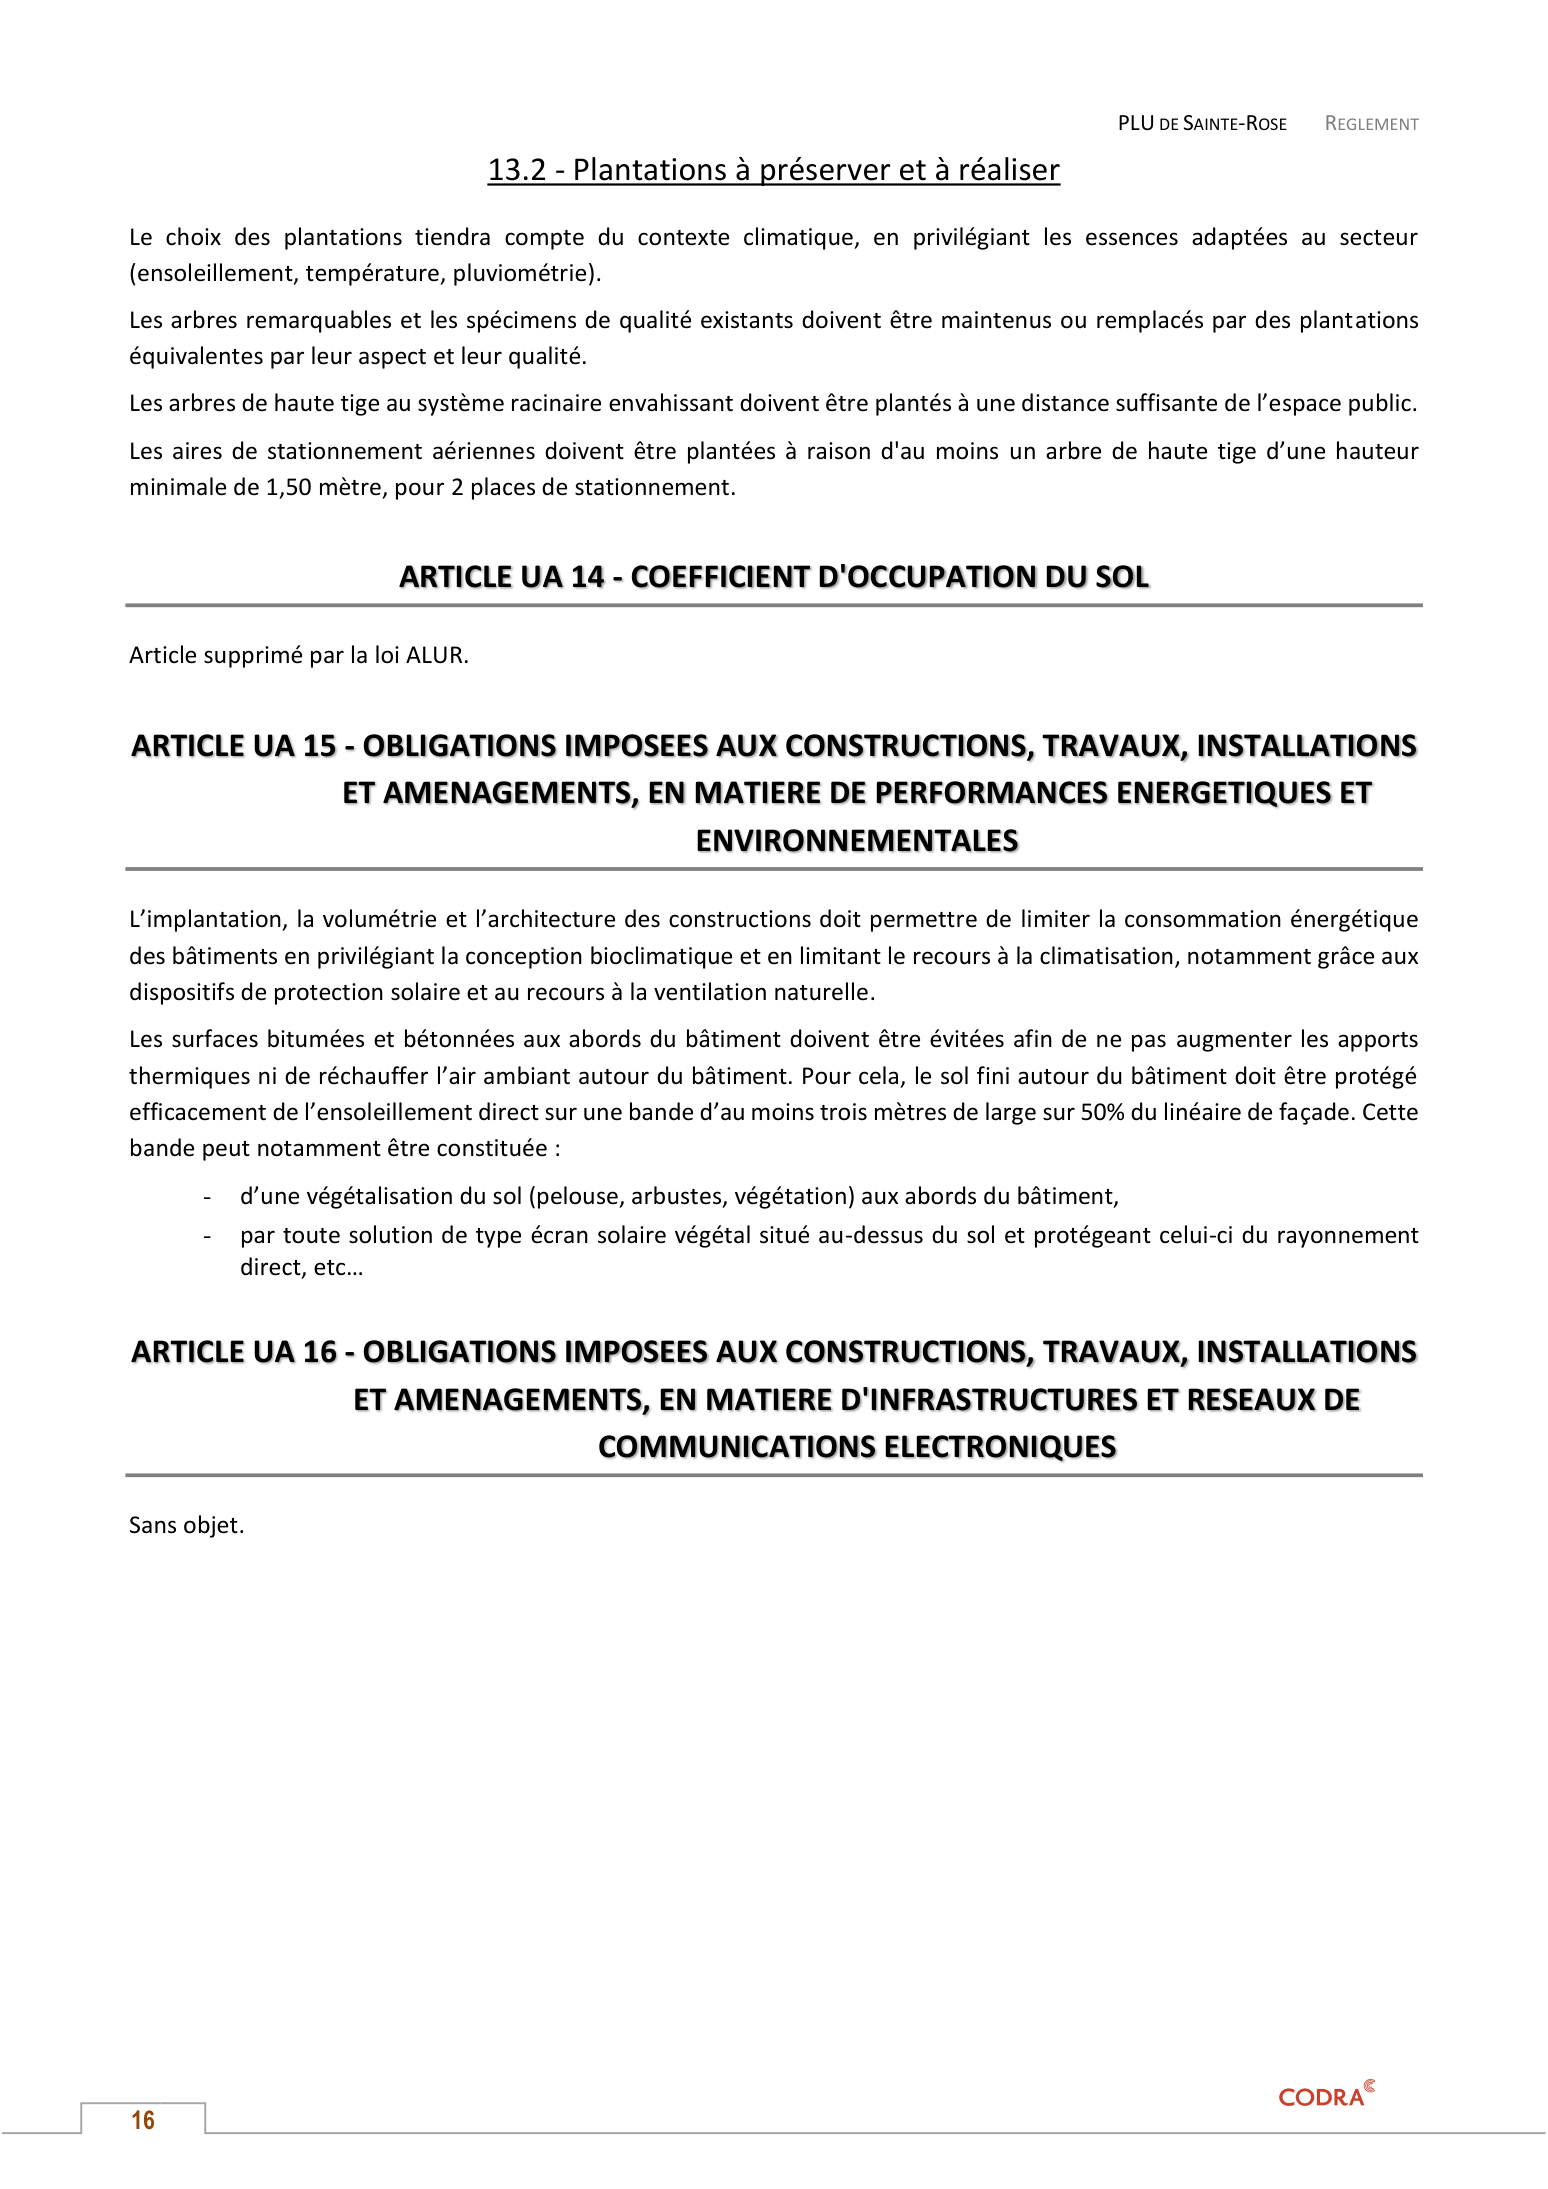 PLU DE SAINTE-ROSE REGLEMENT
13.2 - Plantations à préserver et à réaliser
Le choix des plantations tiendra compte du contexte climatique, en privilégiant les essences adaptées au secteur
(ensoleillement, température, pluviométrie).
Les arbres remarquables et les spécimens de qualité existants doivent être maintenus ou remplacés par des plantations
équivalentes par leur aspect et leur qualité.
Les arbres de haute tige au système racinaire envahissant doivent être plantés à une distance suffisante de l’espace public.
Les aires de stationnement aériennes doivent être plantées à raison d'au moins un arbre de haute tige d’une hauteur
minimale de 1,50 mètre, pour 2 places de stationnement.
ARTICLE UA 14 - COEFFICIENT D'OCCUPATION DU SOL
Article supprimé par la loi ALUR.
ARTICLE UA 15 - OBLIGATIONS IMPOSEES AUX CONSTRUCTIONS, TRAVAUX, INSTALLATIONS
ET AMENAGEMENTS, EN MATIERE DE PERFORMANCES ENERGETIQUES ET
ENVIRONNEMENTALES
L’implantation, la volumétrie et l’architecture des constructions doit permettre de limiter la consommation énergétique
des bâtiments en privilégiant la conception bioclimatique et en limitant le recours à la climatisation, notamment grâce aux
dispositifs de protection solaire et au recours à la ventilation naturelle.
Les surfaces bitumées et bétonnées aux abords du bâtiment doivent être évitées afin de ne pas augmenter les apports
thermiques ni de réchauffer l’air ambiant autour du bâtiment. Pour cela, le sol fini autour du bâtiment doit être protégé
efficacement de l’ensoleillement direct sur une bande d’au moins trois mètres de large sur 50% du linéaire de façade. Cette
bande peut notamment être constituée :
- d’une végétalisation du sol (pelouse, arbustes, végétation) aux abords du bâtiment,
- par toute solution de type écran solaire végétal situé au-dessus du sol et protégeant celui-ci du rayonnement
direct, etc…
ARTICLE UA 16 - OBLIGATIONS IMPOSEES AUX CONSTRUCTIONS, TRAVAUX, INSTALLATIONS
ET AMENAGEMENTS, EN MATIERE D'INFRASTRUCTURES ET RESEAUX DE
COMMUNICATIONS ELECTRONIQUES
Sans objet.
CODRA
16